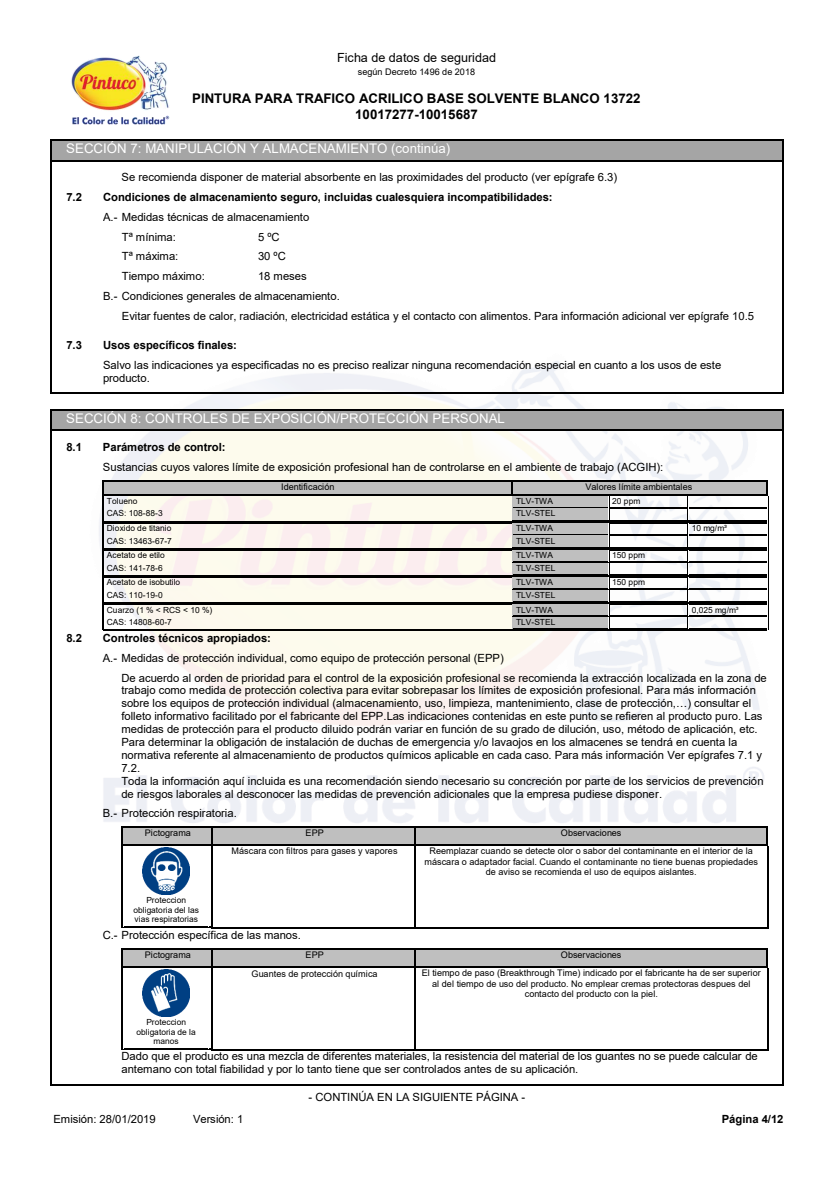 Ficha de datos de seguridad
según Decreto 1496 de 2018
Pintuco®
El Color de la Calidad®
PINTURA PARA TRAFICO ACRILICO BASE SOLVENTE BLANCO 13722
10017277-10015687
SECCIÓN 7: MANIPULACIÓN Y ALMACENAMIENTO (continúa)
Se recomienda disponer de material absorbente en las proximidades del producto (ver epígrafe 6.3)
7.2 Condiciones de almacenamiento seguro, incluidas cualesquiera incompatibilidades:
A.- Medidas técnicas de almacenamiento
Tª mínima: 5 ºC
Tª máxima: 30 ºC
Tiempo máximo: 18 meses
B.- Condiciones generales de almacenamiento.
Evitar fuentes de calor, radiación, electricidad estática y el contacto con alimentos. Para información adicional ver epígrafe 10.5
7.3 Usos específicos finales:
Salvo las indicaciones ya especificadas no es preciso realizar ninguna recomendación especial en cuanto a los usos de este
producto.
SECCIÓN 8: CONTROLES DE EXPOSICIÓN/PROTECCIÓN PERSONAL
8.1 Parámetros de control:
Sustancias cuyos valores límite de exposición profesional han de controlarse en el ambiente de trabajo (ACGIH):
Identificación Valores límite ambientales
Tolueno TLV-TWA 20 ppm
CAS: 108-88-3 TLV-STEL
Dioxido de titanio TLV-TWA 10 mg/m³
CAS: 13463-67-7 TLV-STEL
Acetato de etilo TLV-TWA 150 ppm
CAS: 141-78-6 TLV-STEL
Acetato de isobutilo TLV-TWA 150 ppm
CAS: 110-19-0 TLV-STEL
Cuarzo (1 % < RCS < 10 %) TLV-TWA 0,025 mg/m³
CAS: 14808-60-7 TLV-STEL
8.2 Controles técnicos apropiados:
A.- Medidas de protección individual, como equipo de protección personal (EPP)
De acuerdo al orden de prioridad para el control de la exposición profesional se recomienda la extracción localizada en la zona de
trabajo como medida de protección colectiva para evitar sobrepasar los límites de exposición profesional. Para más información
sobre los equipos de protección individual (almacenamiento, uso, limpieza, mantenimiento, clase de protección,…) consultar el
folleto informativo facilitado por el fabricante del EPP.Las indicaciones contenidas en este punto se refieren al producto puro. Las
medidas de protección para el producto diluido podrán variar en función de su grado de dilución, uso, método de aplicación, etc.
Para determinar la obligación de instalación de duchas de emergencia y/o lavaojos en los almacenes se tendrá en cuenta la
normativa referente al almacenamiento de productos químicos aplicable en cada caso. Para más información Ver epígrafes 7.1 y
7.2.
Toda la información aquí incluida es una recomendación siendo necesario su concreción por parte de los servicios de prevención
de riesgos laborales al desconocer las medidas de prevención adicionales que la empresa pudiese disponer.
B.- Protección respiratoria.
Pictograma EPP Observaciones
Máscara con filtros para gases y vapores Reemplazar cuando se detecte olor o sabor del contaminante en el interior de la
máscara o adaptador facial. Cuando el contaminante no tiene buenas propiedades
de aviso se recomienda el uso de equipos aislantes.
Proteccion
obligatoria del las
vias respiratorias
C.- Protección específica de las manos.
Pictograma EPP Observaciones
Guantes de protección química El tiempo de paso (Breakthrough Time) indicado por el fabricante ha de ser superior
al del tiempo de uso del producto. No emplear cremas protectoras despues del
contacto del producto con la piel.
Proteccion
obligatoria de la
manos
Dado que el producto es una mezcla de diferentes materiales, la resistencia del material de los guantes no se puede calcular de
antemano con total fiabilidad y por lo tanto tiene que ser controlados antes de su aplicación.
- CONTINÚA EN LA SIGUIENTE PÁGINA -
Emisión: 28/01/2019 Versión: 1 Página 4/12
Pintuco
El Color de la Calidad®